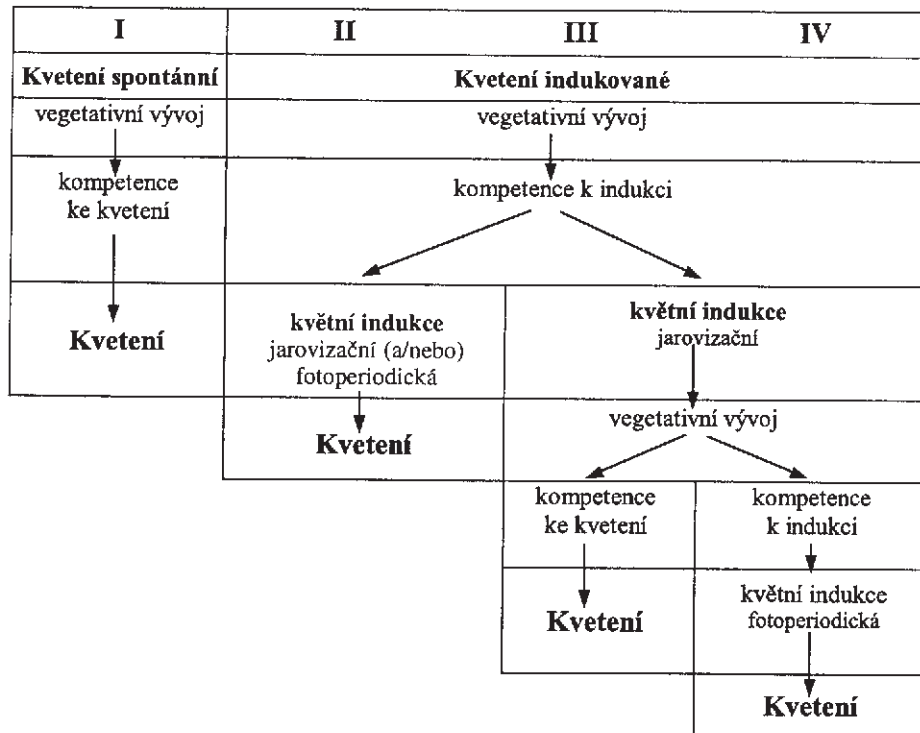 I
II
III
IV
Kvetení spontánní
Kvetení indukované
vegetativní vývoj
vegetativní vývoj
kompetence
ke kvetení
kompetence k indukci
Kvetení
květní indukce
jarovizační (a/nebo)
fotoperiodická
květní indukce
jarovizační
Kvetení
vegetativní vývoj
kompetence
ke kvetení
kompetence
k indukci
Kvetení
květní indukce
fotoperiodická
Kvetení